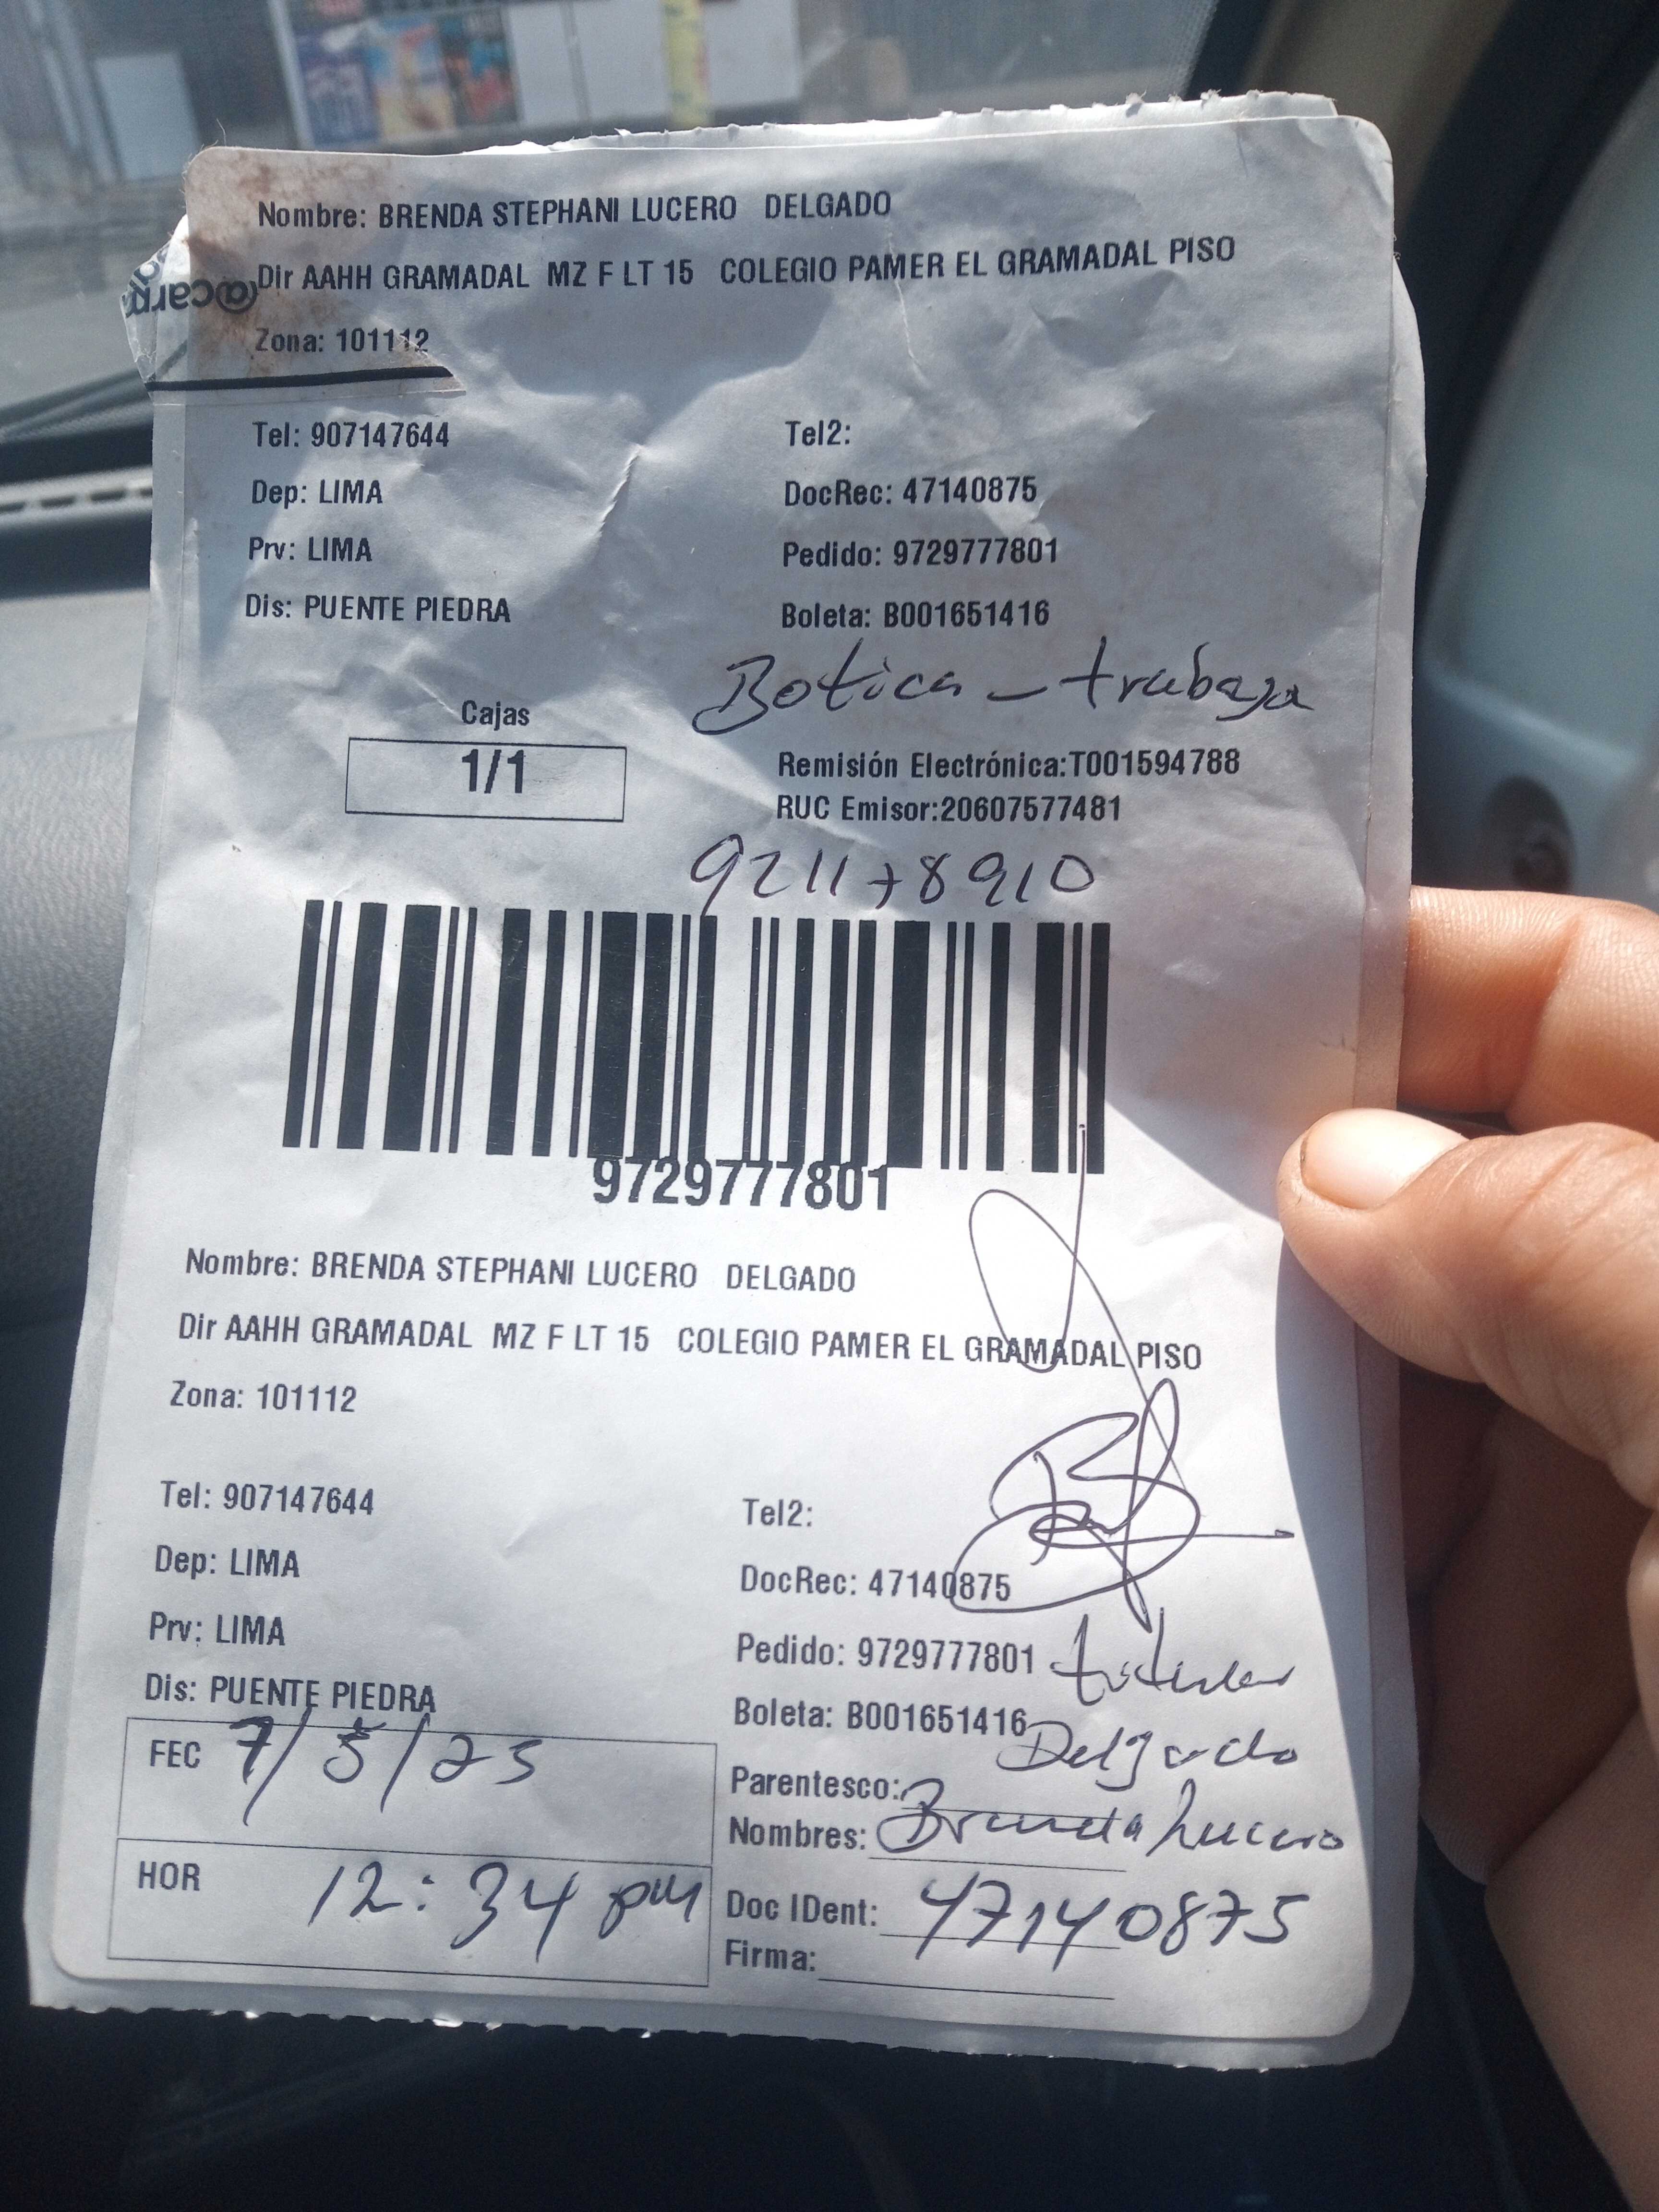 Nombre: BRENDA STEPHANI LUCERO DELGADO
@carg
Dir AAHH GRAMADAL MZ F LT 15 COLEGIO PAMER EL GRAMADAL PISO
Zona: 101112
Tel: 907147644 Tel2:
Dep: LIMA DocRec: 47140875
Prv: LIMA Pedido: 9729777801
Dis: PUENTE PIEDRA Boleta: B001651416
Botica - trabaja
Cajas
1/1
Remisión Electrónica:T001594788
RUC Emisor:20607577481
921178910
9729777801
Nombre: BRENDA STEPHANI LUCERO DELGADO
Dir AAHH GRAMADAL MZ F LT 15 COLEGIO PAMER EL GRAMADAL PISO
Zona: 101112
Tel: 907147644 Tel2:
Dep: LIMA DocRec: 47140875
Prv: LIMA Pedido: 9729777801
Dis: PUENTE PIEDRA Boleta: B001651416
FEC 7/3/25
Delgado
Parentesco:
Nombres: Brenda Lucero
HOR 12:34 pm
Doc IDent: 47140875
Firma: